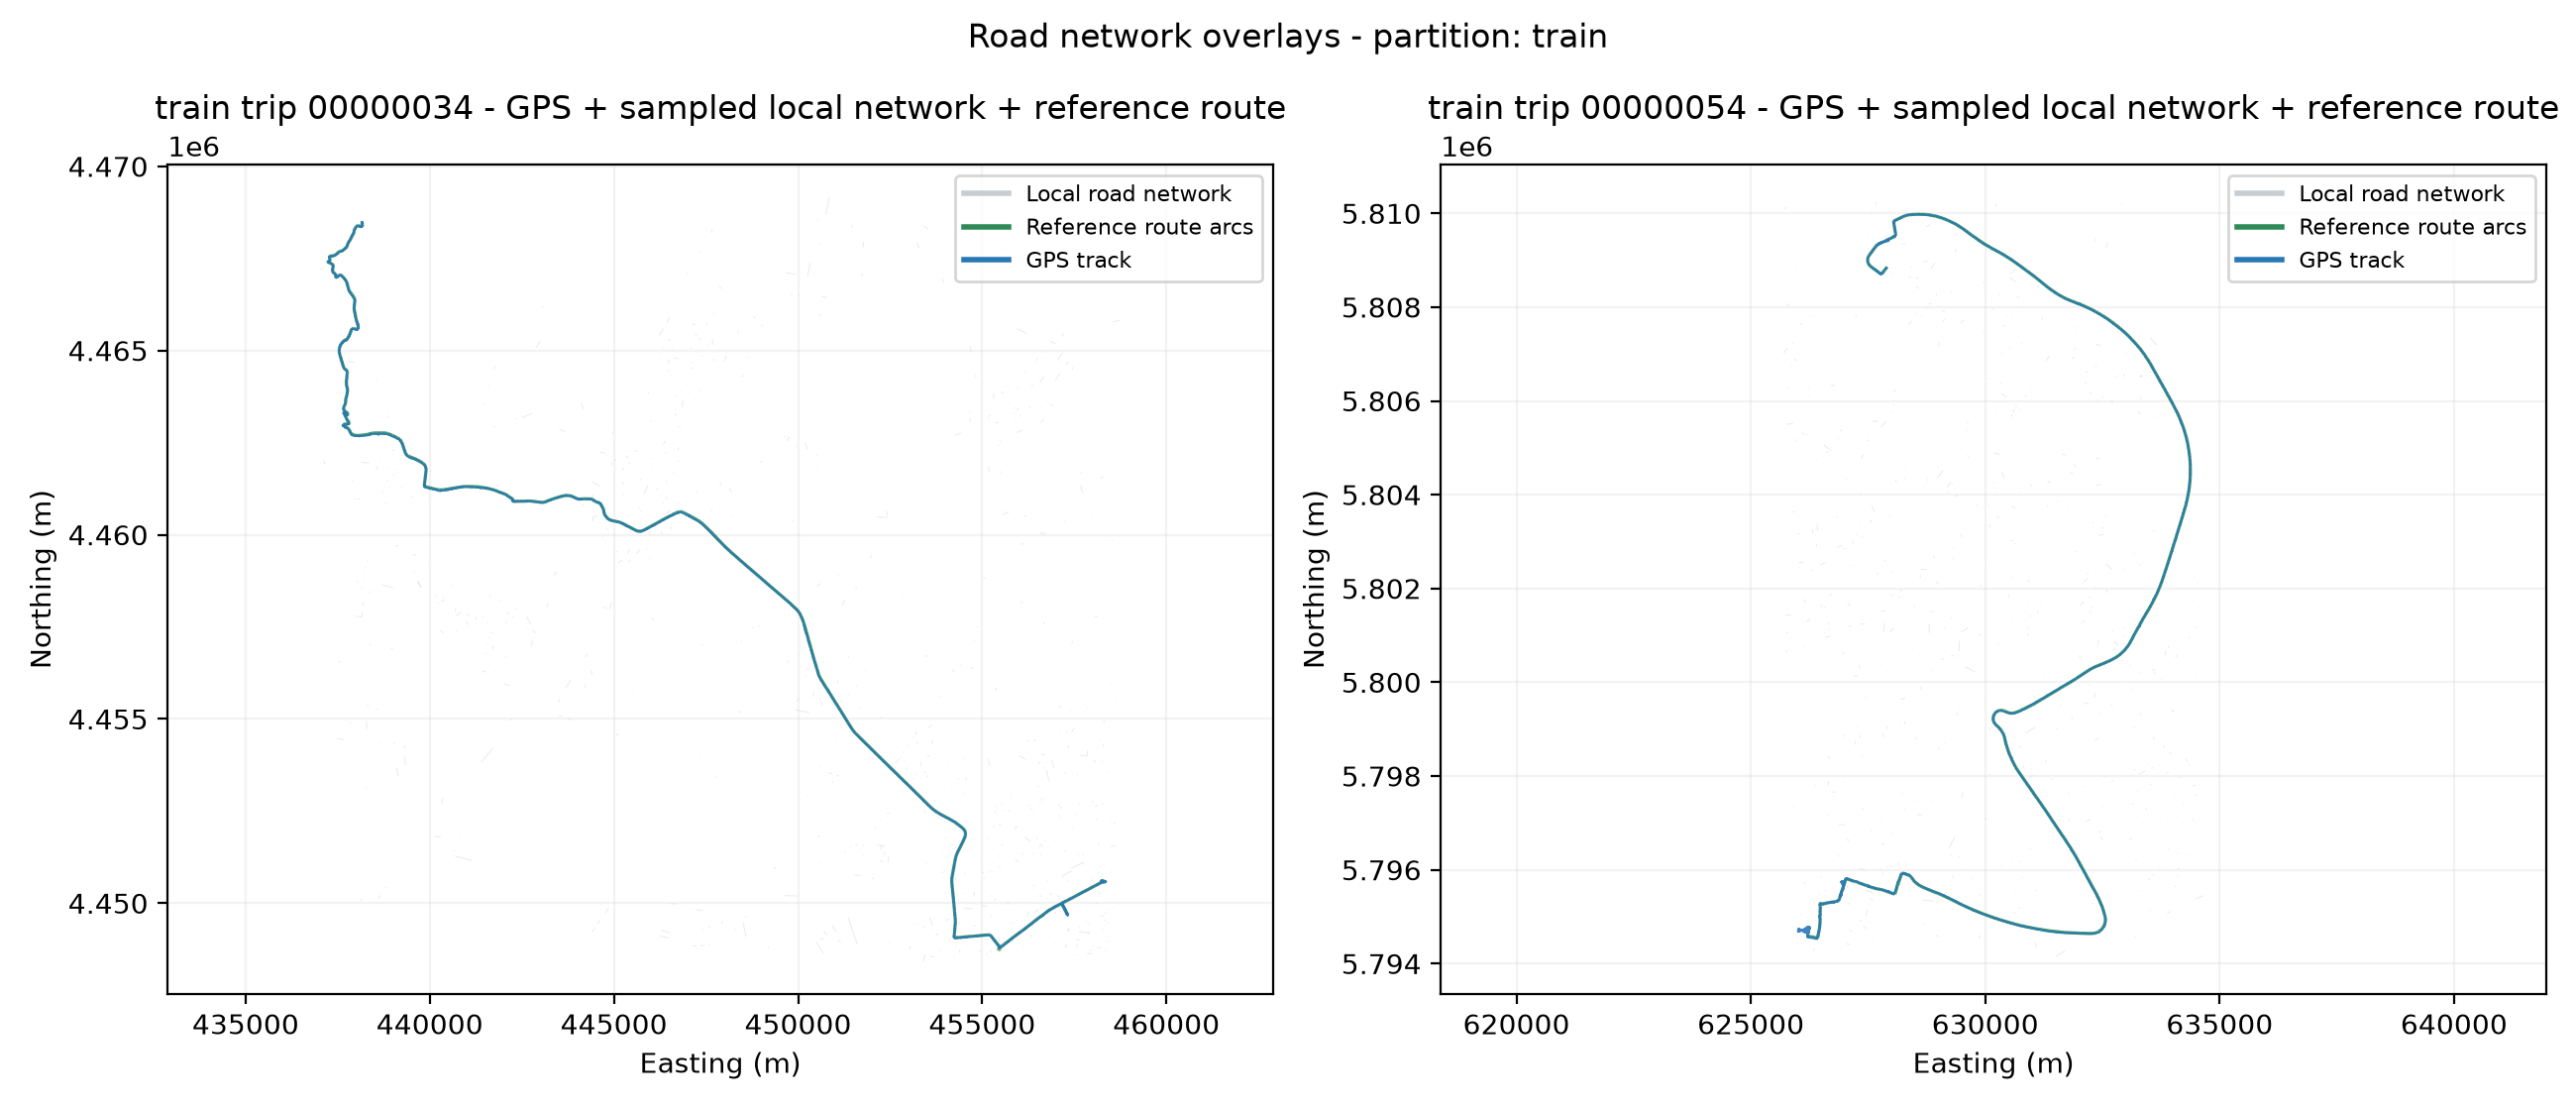 Road network overlays - partition: train
train trip 00000034 - GPS + sampled local network + reference route
1e6
4.470
4.465
4.460
4.455
4.450
Northing (m)
435000 440000 445000 450000 455000 460000
Easting (m)
Local road network
Reference route arcs
GPS track
train trip 00000054 - GPS + sampled local network + reference route
1e6
5.810
5.808
5.806
5.804
5.802
5.800
5.798
5.796
5.794
Northing (m)
620000 625000 630000 635000 640000
Easting (m)
Local road network
Reference route arcs
GPS track